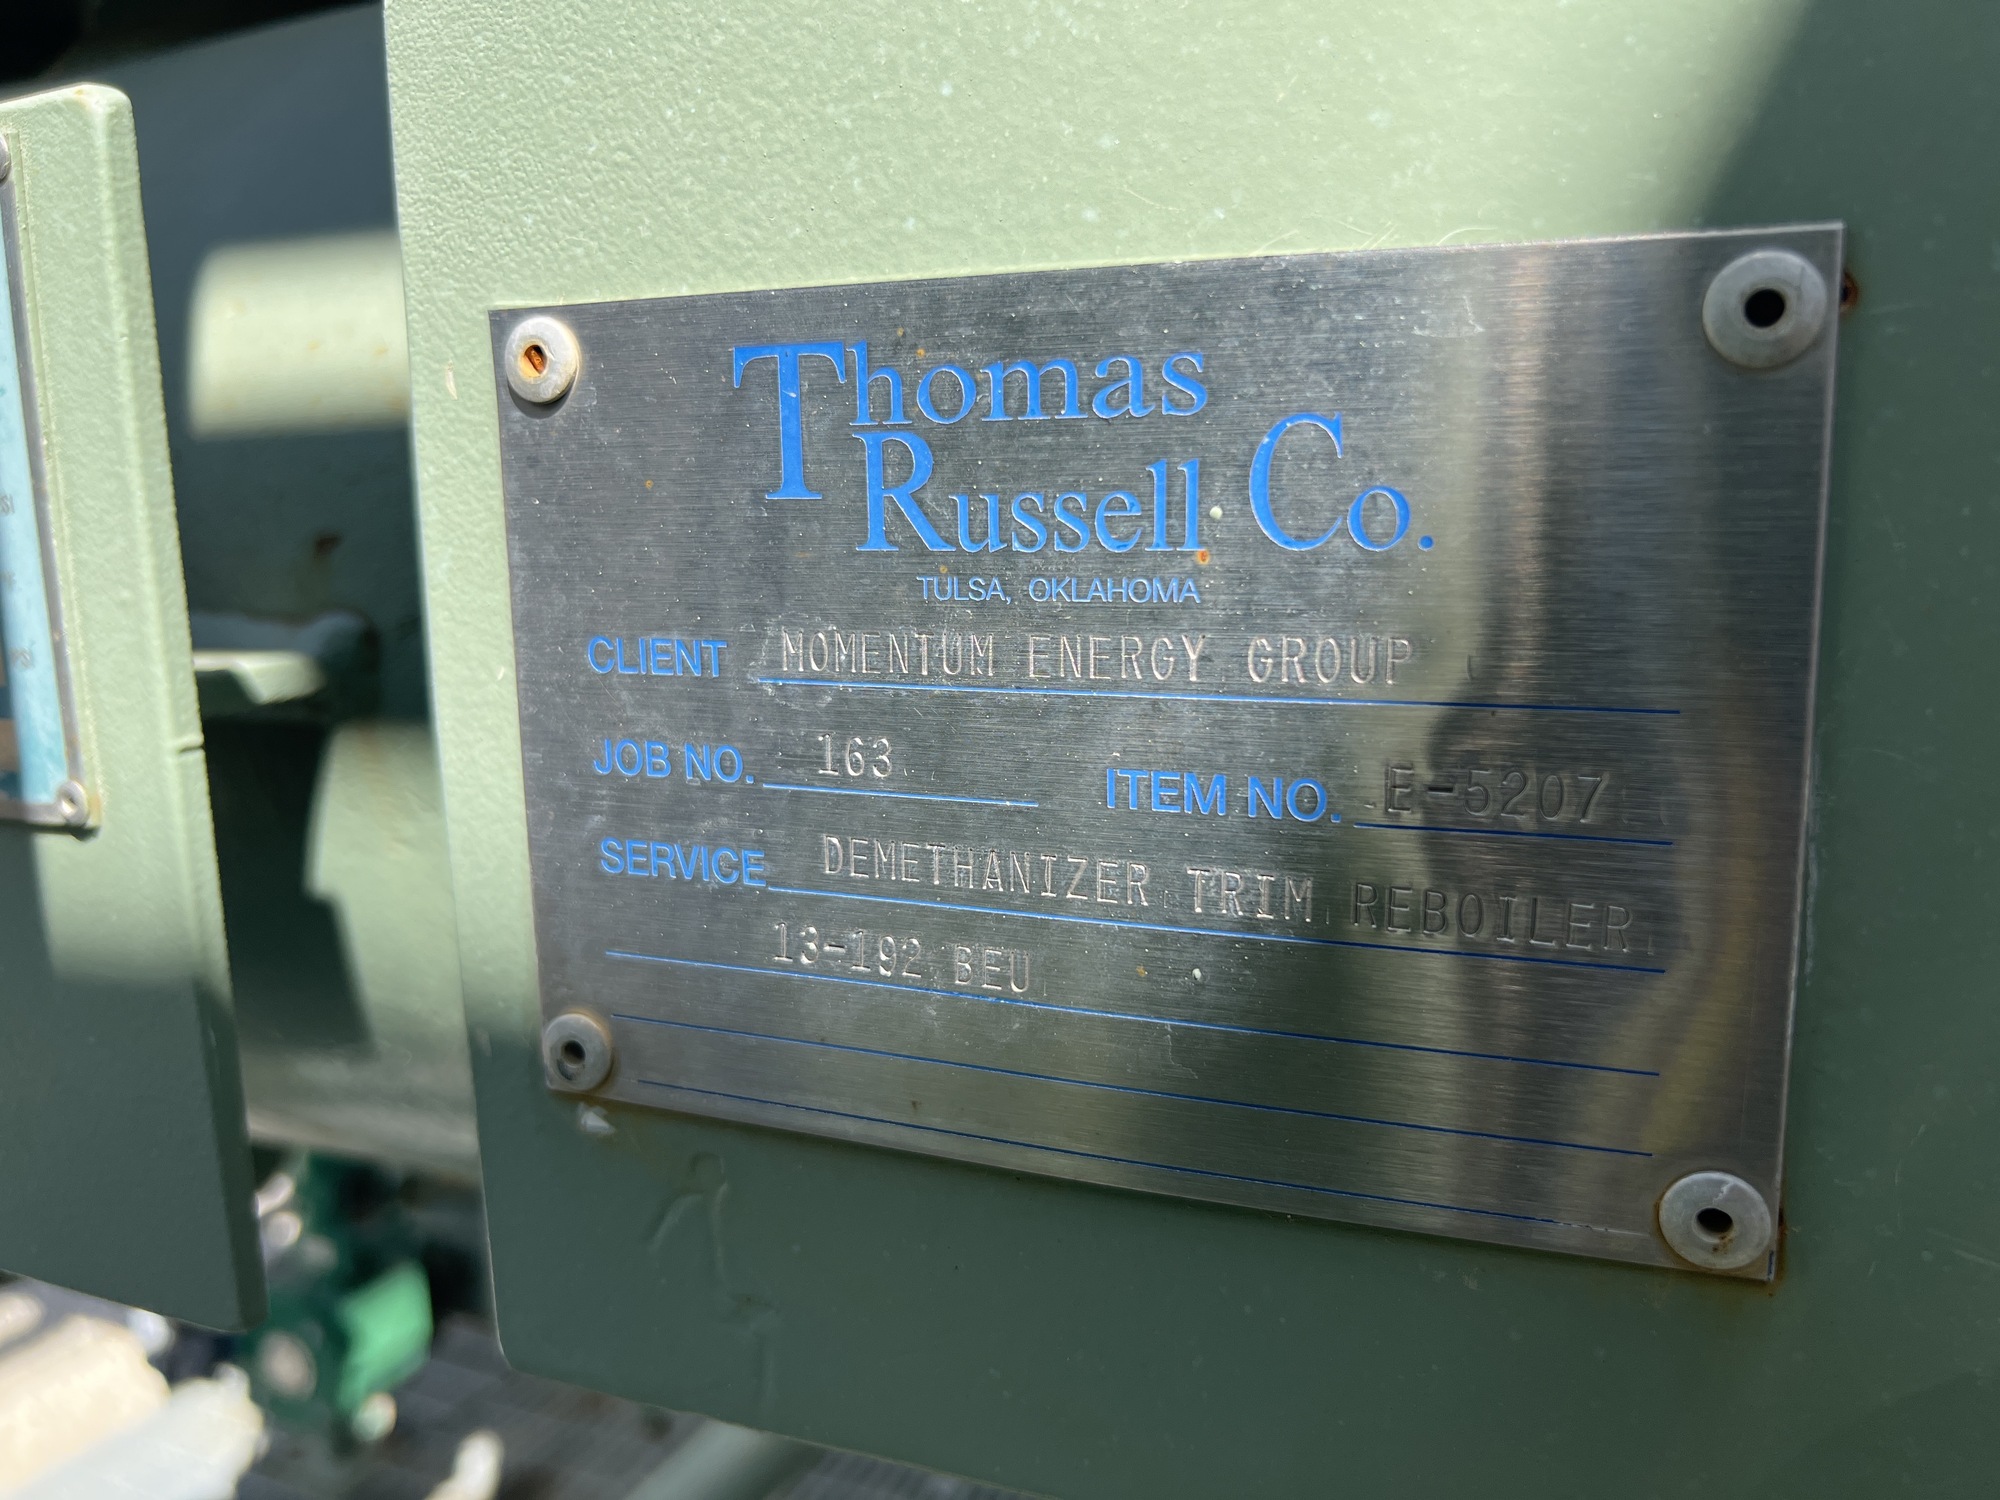 Thomas
Russell Co.
TULSA, OKLAHOMA
CLIENT MOMENTUM ENERGY GROUP
JOB NO. 163 ITEM NO. E-5207
SERVICE DEMETHANIZER TRIM REBOILER
13-192 BEU